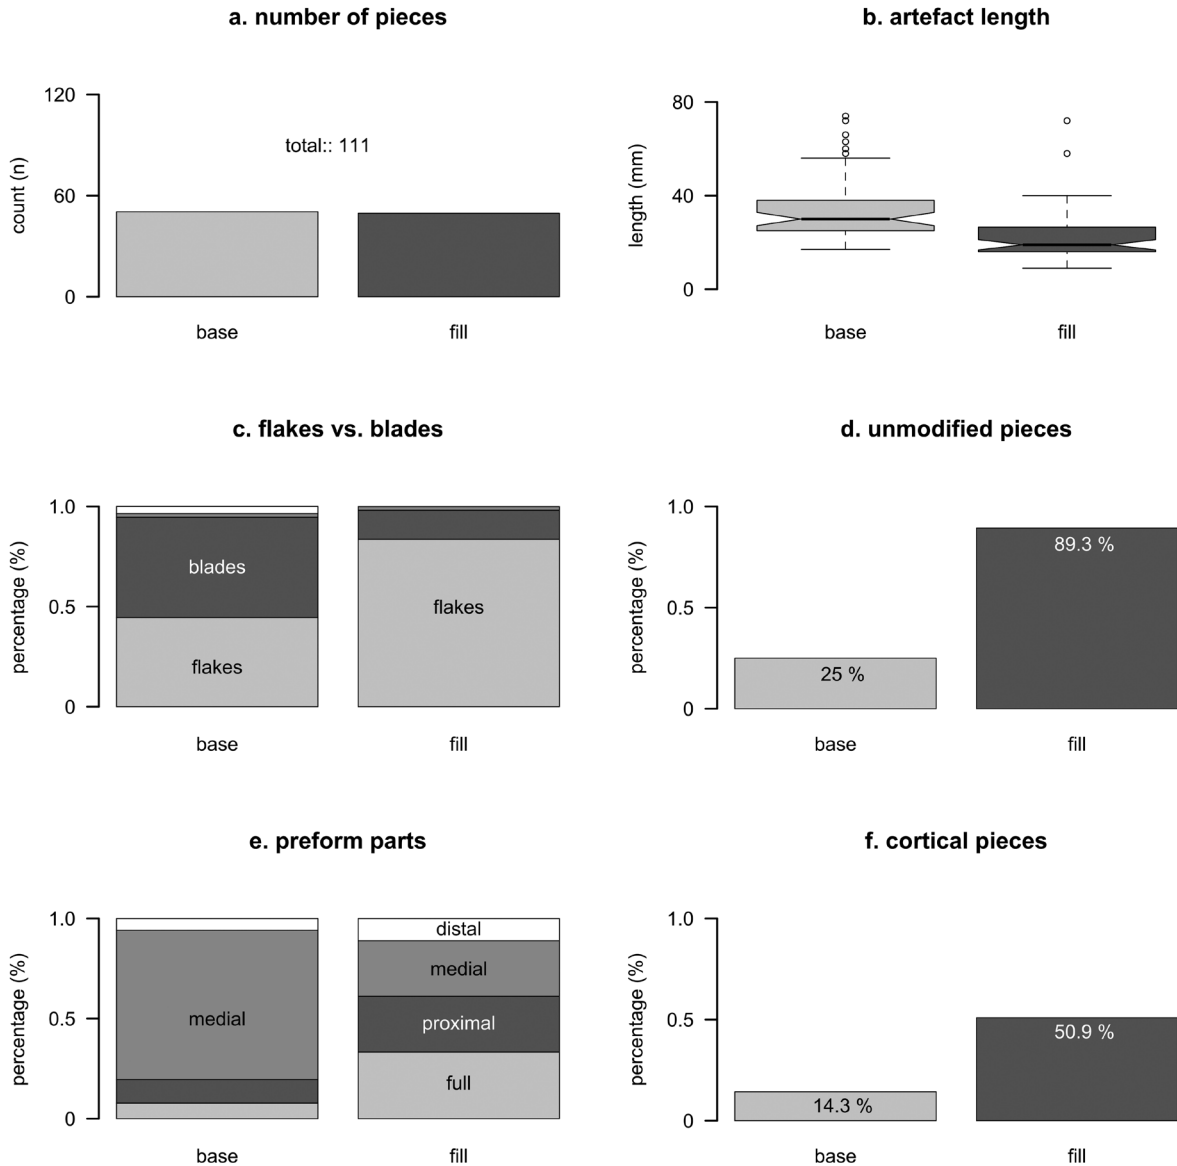 a. number of pieces
count (n)
120
60
0
total:: 111
base
fill
b. artefact length
length (mm)
80
40
0
base
fill
c. flakes vs. blades
percentage (%)
1.0
0.5
0
blades
flakes
flakes
base
fill
d. unmodified pieces
percentage (%)
1.0
0.5
0
25 %
89.3 %
base
fill
e. preform parts
percentage (%)
1.0
0.5
0
medial
distal
medial
proximal
full
base
fill
f. cortical pieces
percentage (%)
1.0
0.5
0
14.3 %
50.9 %
base
fill